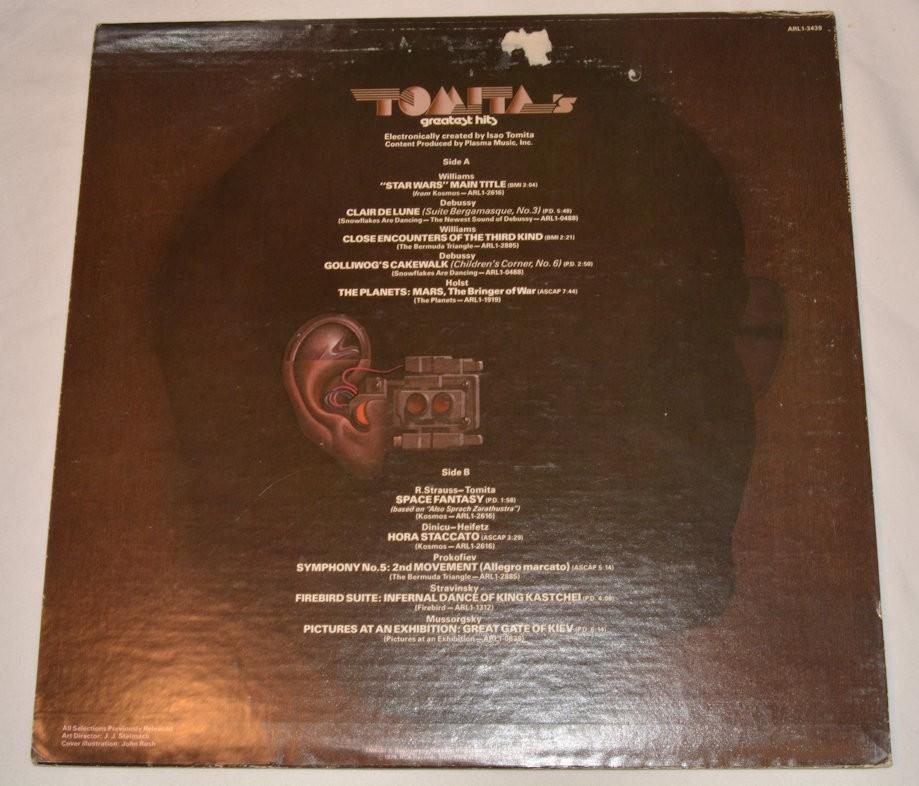 ARL1-3439
TOMITA's
greatest hits
Electronically created by Isao Tomita
Content Produced by Plasma Music, Inc.
Side A
Williams
"STAR WARS" MAIN TITLE (BMI 2:04)
(from Kosmos—ARL1-2616)
Debussy
CLAIR DE LUNE (Suite Bergamasque, No.3) (P.D. 5:48)
(Snowflakes Are Dancing—The Newest Sound of Debussy—ARL1-0488)
Williams
CLOSE ENCOUNTERS OF THE THIRD KIND (BMI 2:21)
(The Bermuda Triangle—ARL1-2885)
Debussy
GOLLIWOG'S CAKEWALK (Children's Corner, No. 6) (P.D. 2:50)
(Snowflakes Are Dancing—ARL1-0488)
Holst
THE PLANETS: MARS, The Bringer of War (ASCAP 7:44)
(The Planets—ARL1-1919)
Side B
R.Strauss—Tomita
SPACE FANTASY (P.D. 1:58)
(based on "Also Sprach Zarathustra")
(Kosmos—ARL1-2616)
Dinicu—Heifetz
HORA STACCATO (ASCAP 3:29)
(Kosmos—ARL1-2616)
Prokofiev
SYMPHONY No.5: 2nd MOVEMENT (Allegro marcato) (ASCAP 5:14)
(The Bermuda Triangle—ARL1-2885)
Stravinsky
FIREBIRD SUITE: INFERNAL DANCE OF KING KASTCHEI (P.D.
(Firebird—ARL1-1312)
Mussorgsky
PICTURES AT AN EXHIBITION: GREAT GATE OF KIEV (P.D.
(Pictures at an Exhibition—ARL1-0838)
All Selections Previously Released
Art Director: J. J. Stelmach
Cover Illustration: John Rush